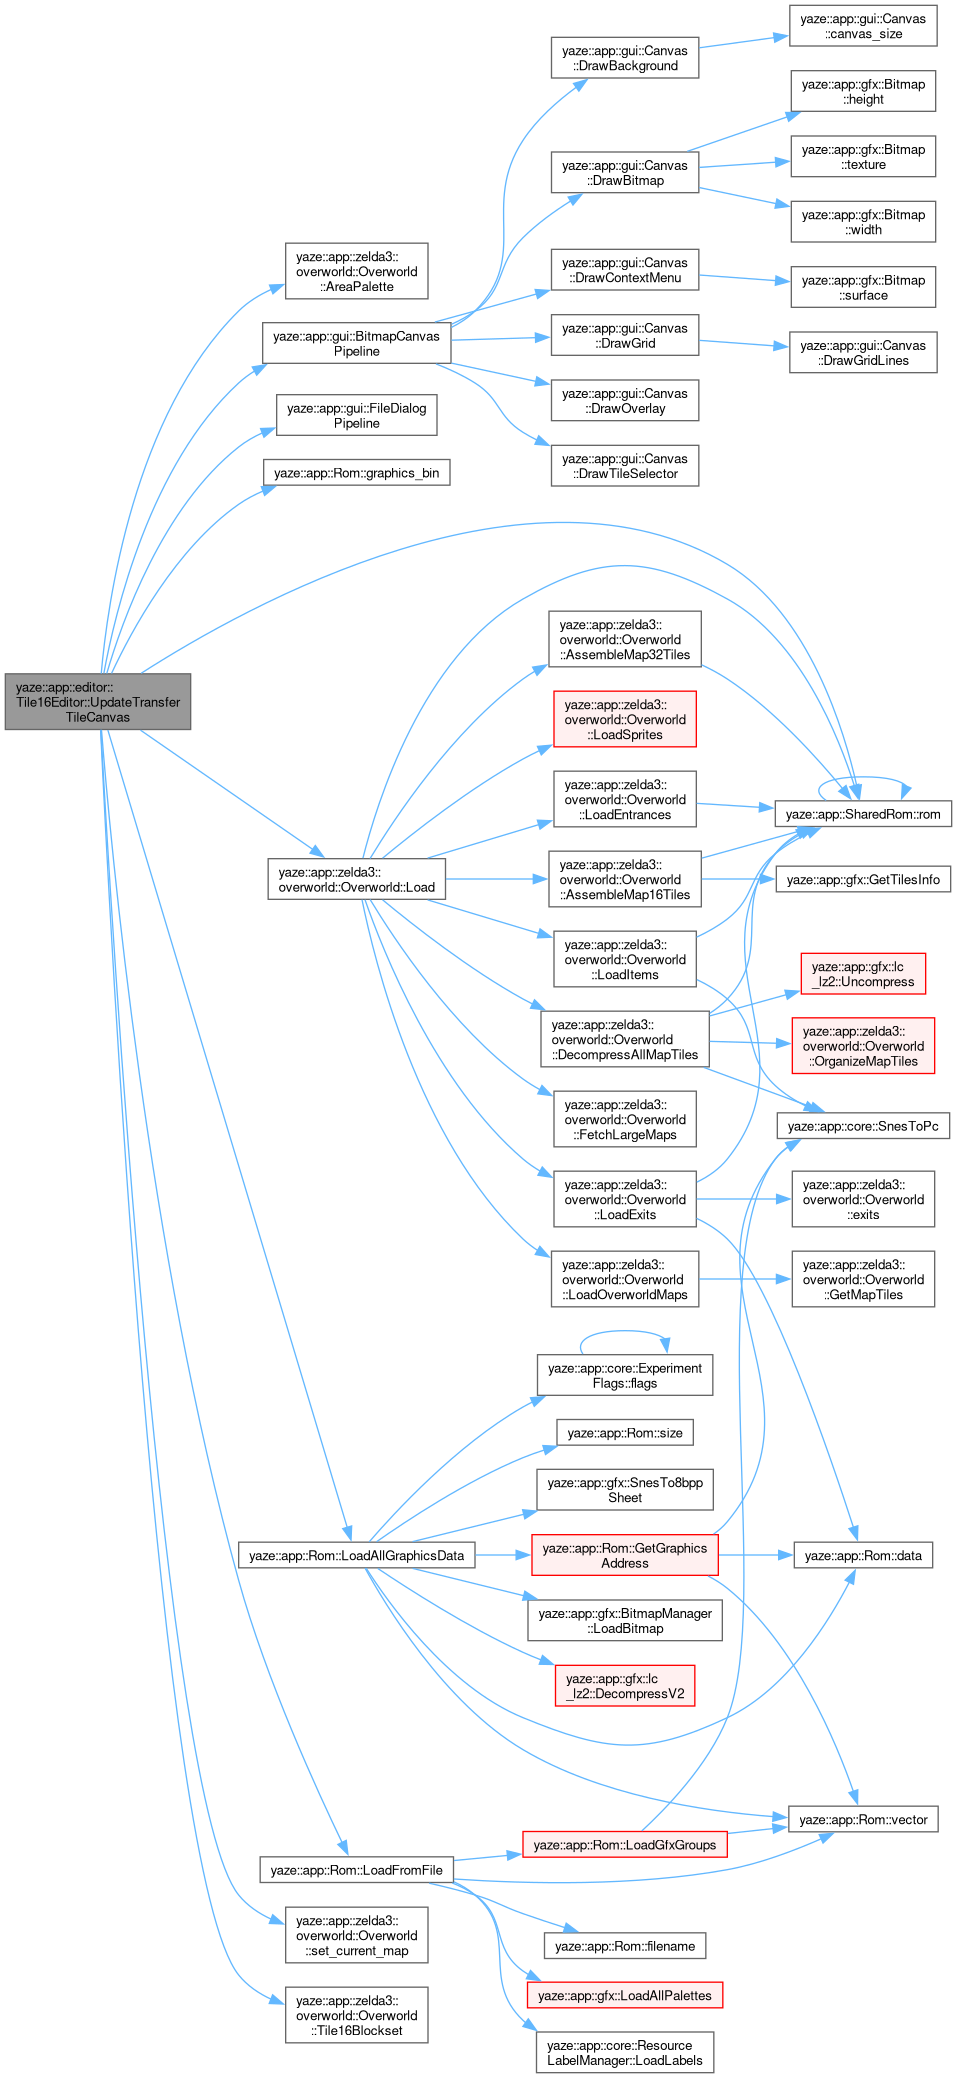 yaze::app::editor::
Tile16Editor::UpdateTransfer
TileCanvas
yaze::app::zelda3::
overworld::Overworld
::AreaPalette
yaze::app::gui::BitmapCanvas
Pipeline
yaze::app::gui::FileDialog
Pipeline
yaze::app::Rom::graphics_bin
yaze::app::zelda3::
overworld::Overworld::Load
yaze::app::Rom::LoadAllGraphicsData
yaze::app::Rom::LoadFromFile
yaze::app::zelda3::
overworld::Overworld
::set_current_map
yaze::app::zelda3::
overworld::Overworld
::Tile16Blockset
yaze::app::gui::Canvas
::DrawBackground
yaze::app::gui::Canvas
::DrawBitmap
yaze::app::gui::Canvas
::DrawContextMenu
yaze::app::gui::Canvas
::DrawGrid
yaze::app::gui::Canvas
::DrawOverlay
yaze::app::gui::Canvas
::DrawTileSelector
yaze::app::zelda3::
overworld::Overworld
::AssembleMap32Tiles
yaze::app::zelda3::
overworld::Overworld
::LoadSprites
yaze::app::zelda3::
overworld::Overworld
::LoadEntrances
yaze::app::zelda3::
overworld::Overworld
::AssembleMap16Tiles
yaze::app::zelda3::
overworld::Overworld
::LoadItems
yaze::app::zelda3::
overworld::Overworld
::DecompressAllMapTiles
yaze::app::zelda3::
overworld::Overworld
::FetchLargeMaps
yaze::app::zelda3::
overworld::Overworld
::LoadExits
yaze::app::zelda3::
overworld::Overworld
::LoadOverworldMaps
yaze::app::core::Experiment
Flags::flags
yaze::app::Rom::size
yaze::app::gfx::SnesTo8bpp
Sheet
yaze::app::Rom::GetGraphics
Address
yaze::app::gfx::BitmapManager
::LoadBitmap
yaze::app::gfx::lc
_lz2::DecompressV2
yaze::app::Rom::LoadGfxGroups
yaze::app::Rom::filename
yaze::app::gfx::LoadAllPalettes
yaze::app::core::Resource
LabelManager::LoadLabels
yaze::app::gui::Canvas
::canvas_size
yaze::app::gfx::Bitmap
::height
yaze::app::gfx::Bitmap
::texture
yaze::app::gfx::Bitmap
::width
yaze::app::gfx::Bitmap
::surface
yaze::app::gui::Canvas
::DrawGridLines
yaze::app::SharedRom::rom
yaze::app::gfx::GetTilesInfo
yaze::app::gfx::lc
_lz2::Uncompress
yaze::app::zelda3::
overworld::Overworld
::OrganizeMapTiles
yaze::app::core::SnesToPc
yaze::app::zelda3::
overworld::Overworld
::exits
yaze::app::zelda3::
overworld::Overworld
::GetMapTiles
yaze::app::Rom::data
yaze::app::Rom::vector